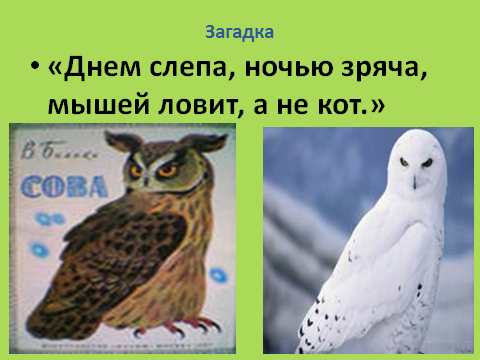 Загадка
• «Днем слепа, ночью зряча,
мышей ловит, а не кот.»
В Бианки
СОВА